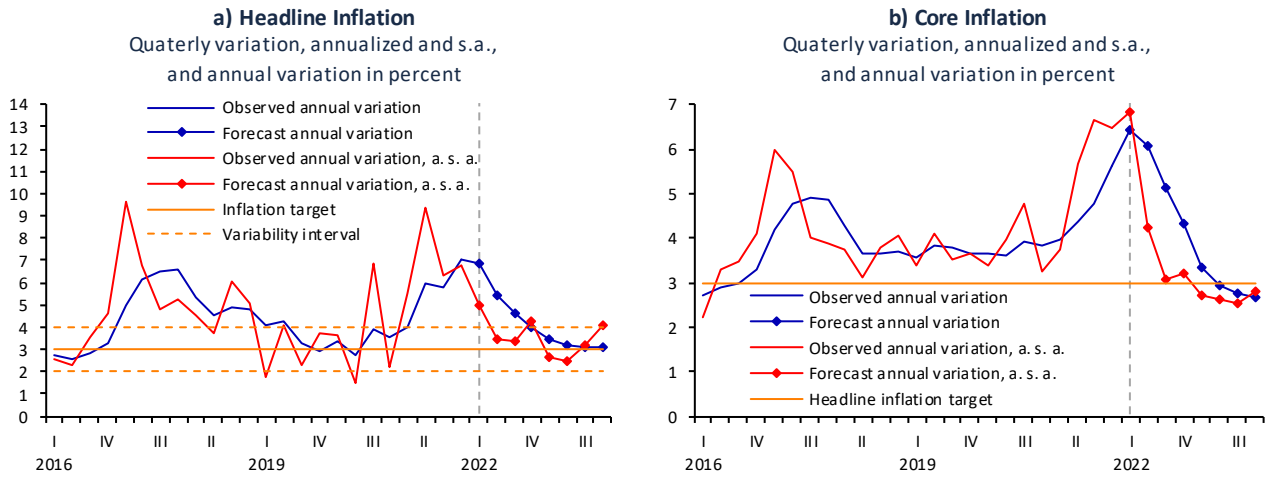 a) Headline Inflation
Quaterly variation, annualized and s.a.,
and annual variation in percent
14
13
12
11
10
9
8
7
6
5
4
3
2
1
0
Observed annual variation
Forecast annual variation
Observed annual variation, a. s. a.
Forecast annual variation, a. s. a.
Inflation target
Variability interval
I IV III II I IV III II I IV III
2016 2019 2022
b) Core Inflation
Quaterly variation, annualized and s.a.,
and annual variation in percent
7
6
5
4
3
2
1
0
Observed annual variation
Forecast annual variation
Observed annual variation, a. s. a.
Forecast annual variation, a. s. a.
Headline inflation target
I IV III II I IV III II I IV III
2016 2019 2022